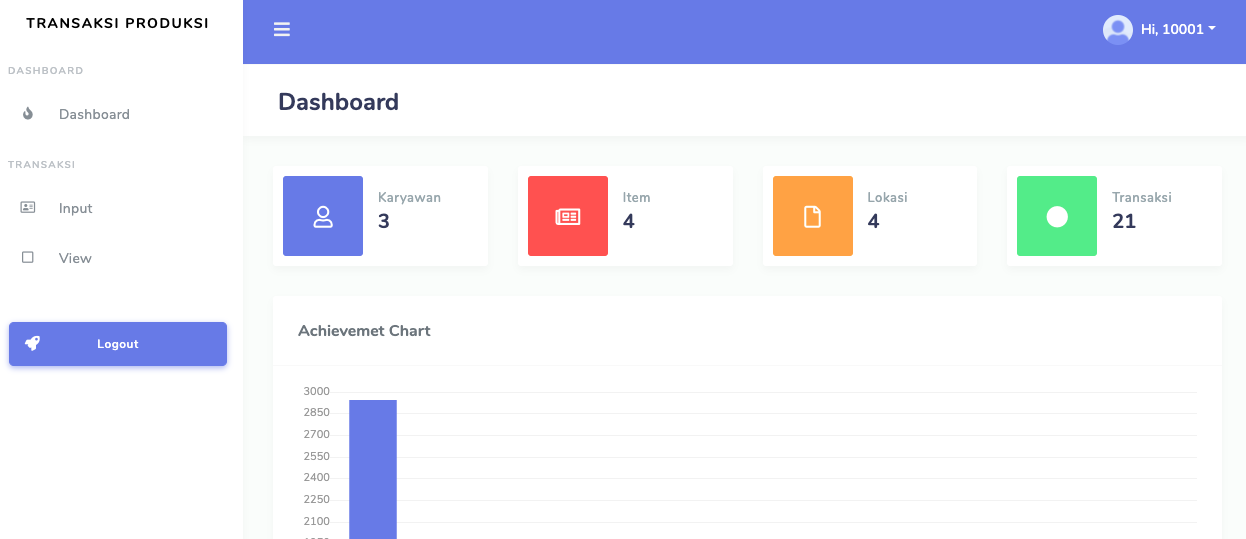 TRANSAKSI PRODUKSI
Hi, 10001
DASHBOARD
Dashboard
TRANSAKSI
Input
View
Logout
Dashboard
Karyawan
3
Item
4
Lokasi
4
Transaksi
21
Achievemet Chart
3000
2850
2700
2550
2400
2250
2100